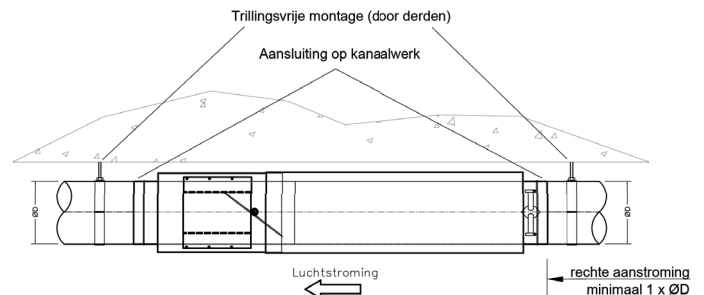 Trillingsvrije montage (door derden)
Aansluiting op kanaalwerk
ØD
ØD
Luchtstroming
rechte aanstroming
minimaal 1 x ØD